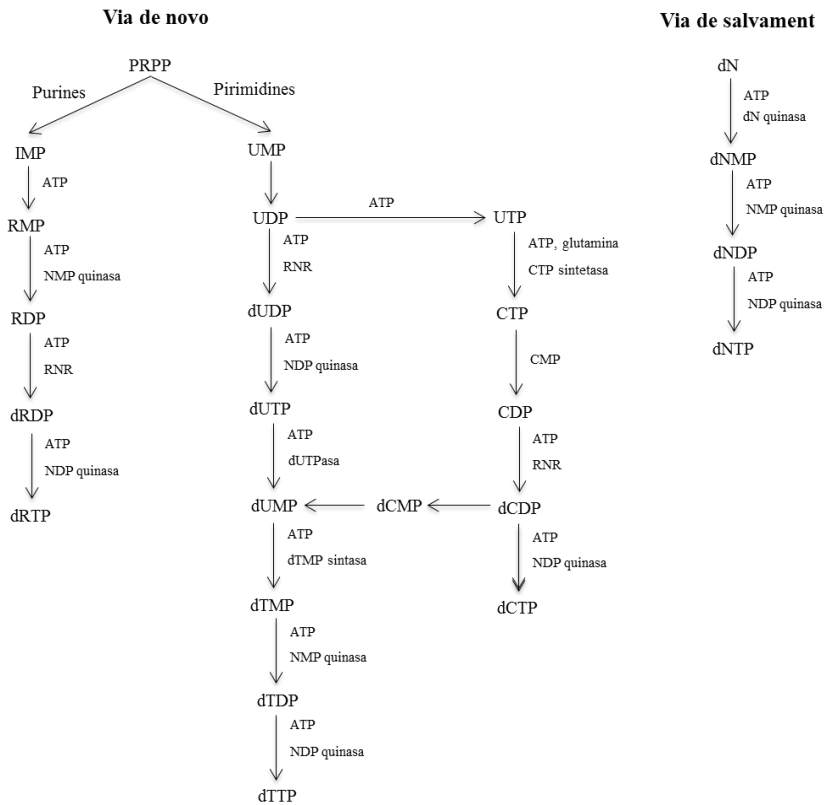 Via de novo
Via de salvament
PRPP
dN
Purines
Pirimidines
ATP
dN quinasa
IMP
UMP
dNMP
ATP
ATP
NMP quinasa
RMP
UDP
ATP
UTP
ATP
NMP quinasa
ATP
RNR
ATP, glutamina
CTP sintetasa
dNDP
ATP
NDP quinasa
RDP
dUDP
CTP
dNTP
ATP
RNR
ATP
NDP quinasa
CMP
dRDP
dUTP
CDP
ATP
NDP quinasa
ATP
dUTPasa
ATP
RNR
dRTP
dUMP
dCMP
dCDP
ATP
dTMP sintasa
ATP
NDP quinasa
dTMP
dCTP
ATP
NMP quinasa
dTDP
ATP
NDP quinasa
dTTP